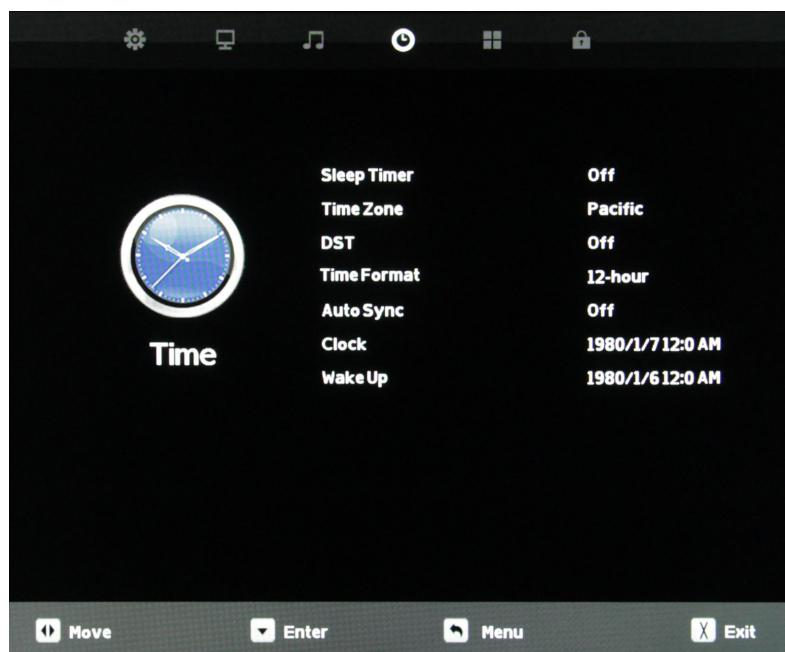 Sleep Timer Off
Time Zone Pacific
DST Off
Time Format 12-hour
Auto Sync Off
Clock 1980/1/7 12:0 AM
Wake Up 1980/1/6 12:0 AM
Time
Move Enter Menu X Exit